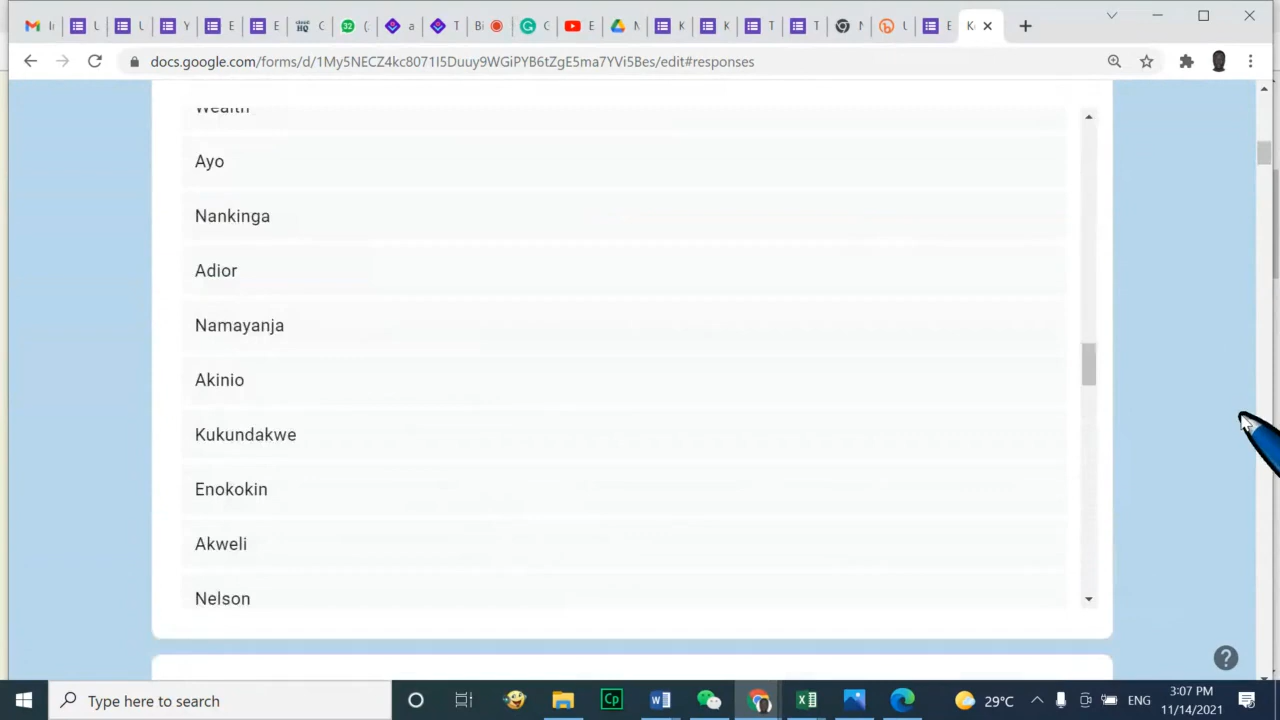 docs.google.com/forms/d/1My5NECZ4kc8071I5Duuy9WGiPYB6tZgE5ma7YVi5Bes/edit#responses
Wealth
Ayo
Nankinga
Adior
Namayanja
Akinio
Kukundakwe
Enokokin
Akweli
Nelson
Type here to search
29°C
ENG
3:07 PM
11/14/2021